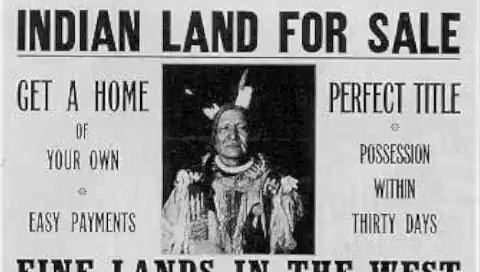 INDIAN LAND FOR SALE
GET A HOME
OF
YOUR OWN
*
EASY PAYMENTS
PERFECT TITLE
*
POSSESSION
WITHIN
THIRTY DAYS
FINE LANDS IN THE WEST